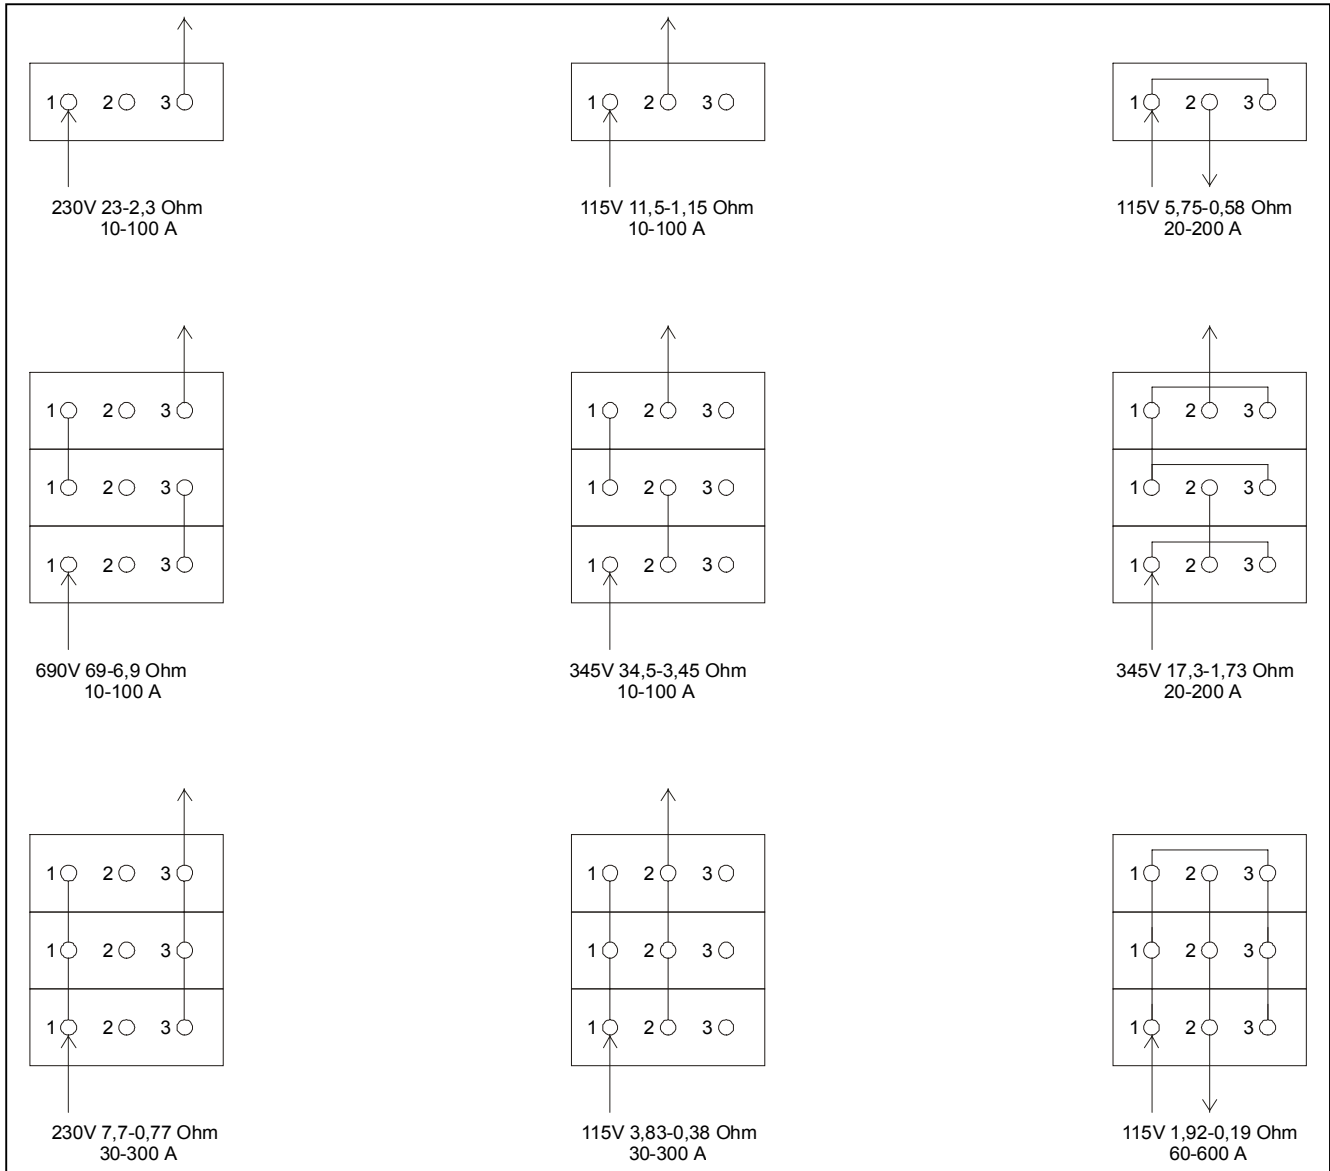 1 2 3 1 2 3 1 2 3
230V 23-2,3 Ohm 115V 11,5-1,15 Ohm 115V 5,75-0,58 Ohm
10-100 A 10-100 A 20-200 A
1 2 3 1 2 3 1 2 3
1 2 3 1 2 3 1 2 3
1 2 3 1 2 3 1 2 3
690V 69-6,9 Ohm 345V 34,5-3,45 Ohm 345V 17,3-1,73 Ohm
10-100 A 10-100 A 20-200 A
1 2 3 1 2 3 1 2 3
1 2 3 1 2 3 1 2 3
1 2 3 1 2 3 1 2 3
230V 7,7-0,77 Ohm 115V 3,83-0,38 Ohm 115V 1,92-0,19 Ohm
30-300 A 30-300 A 60-600 A